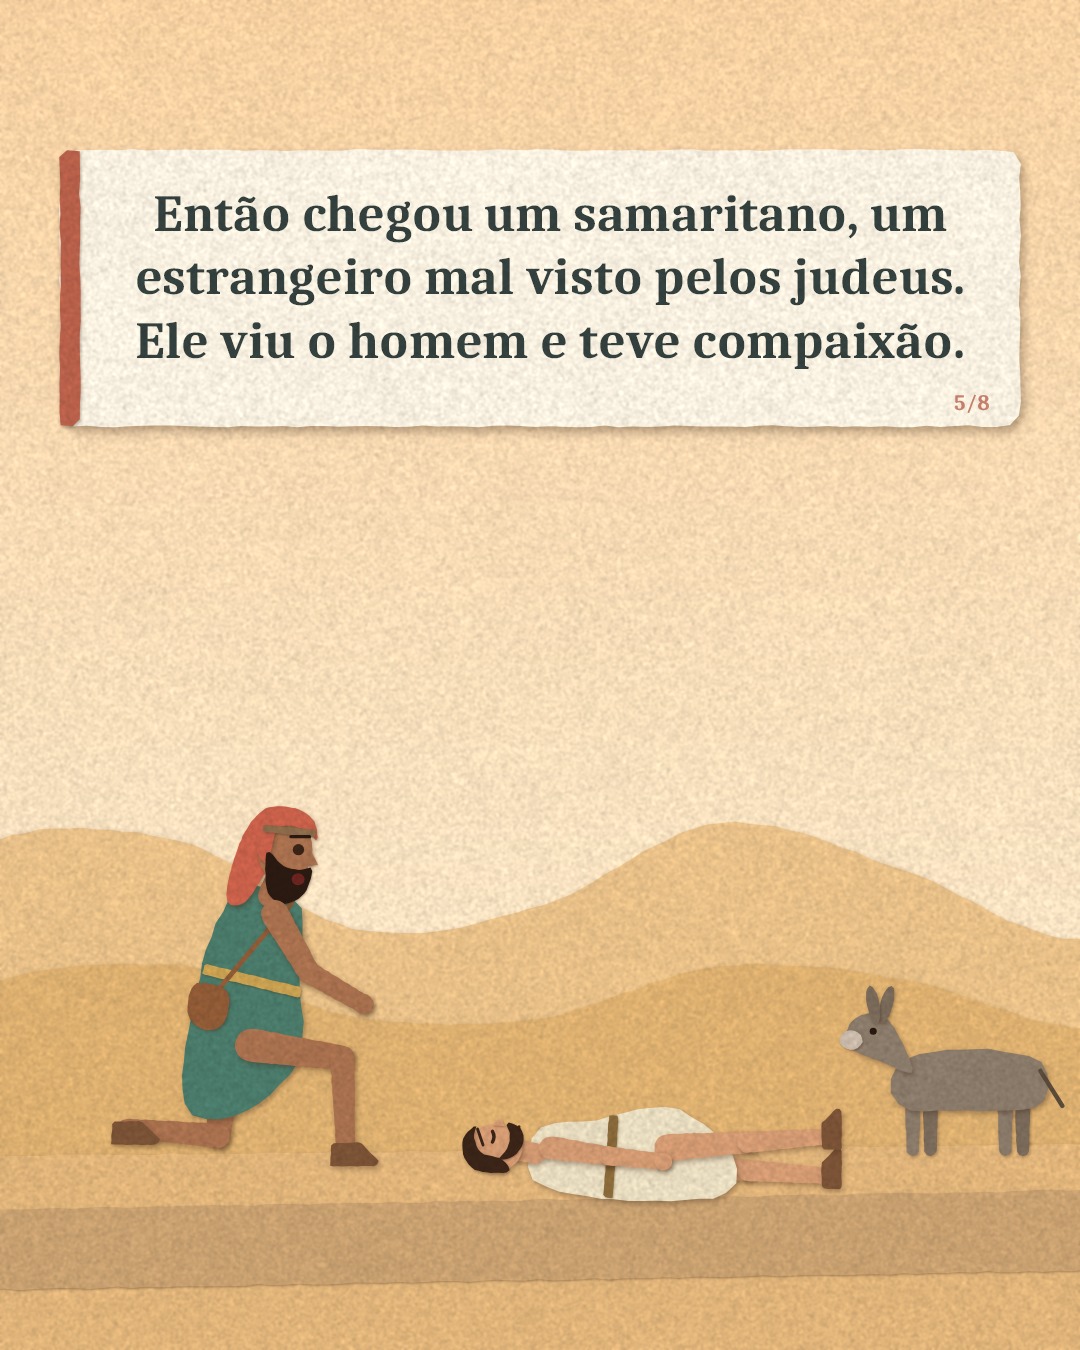 Então chegou um samaritano, um
estrangeiro mal visto pelos judeus.
Ele viu o homem e teve compaixão.
5/8